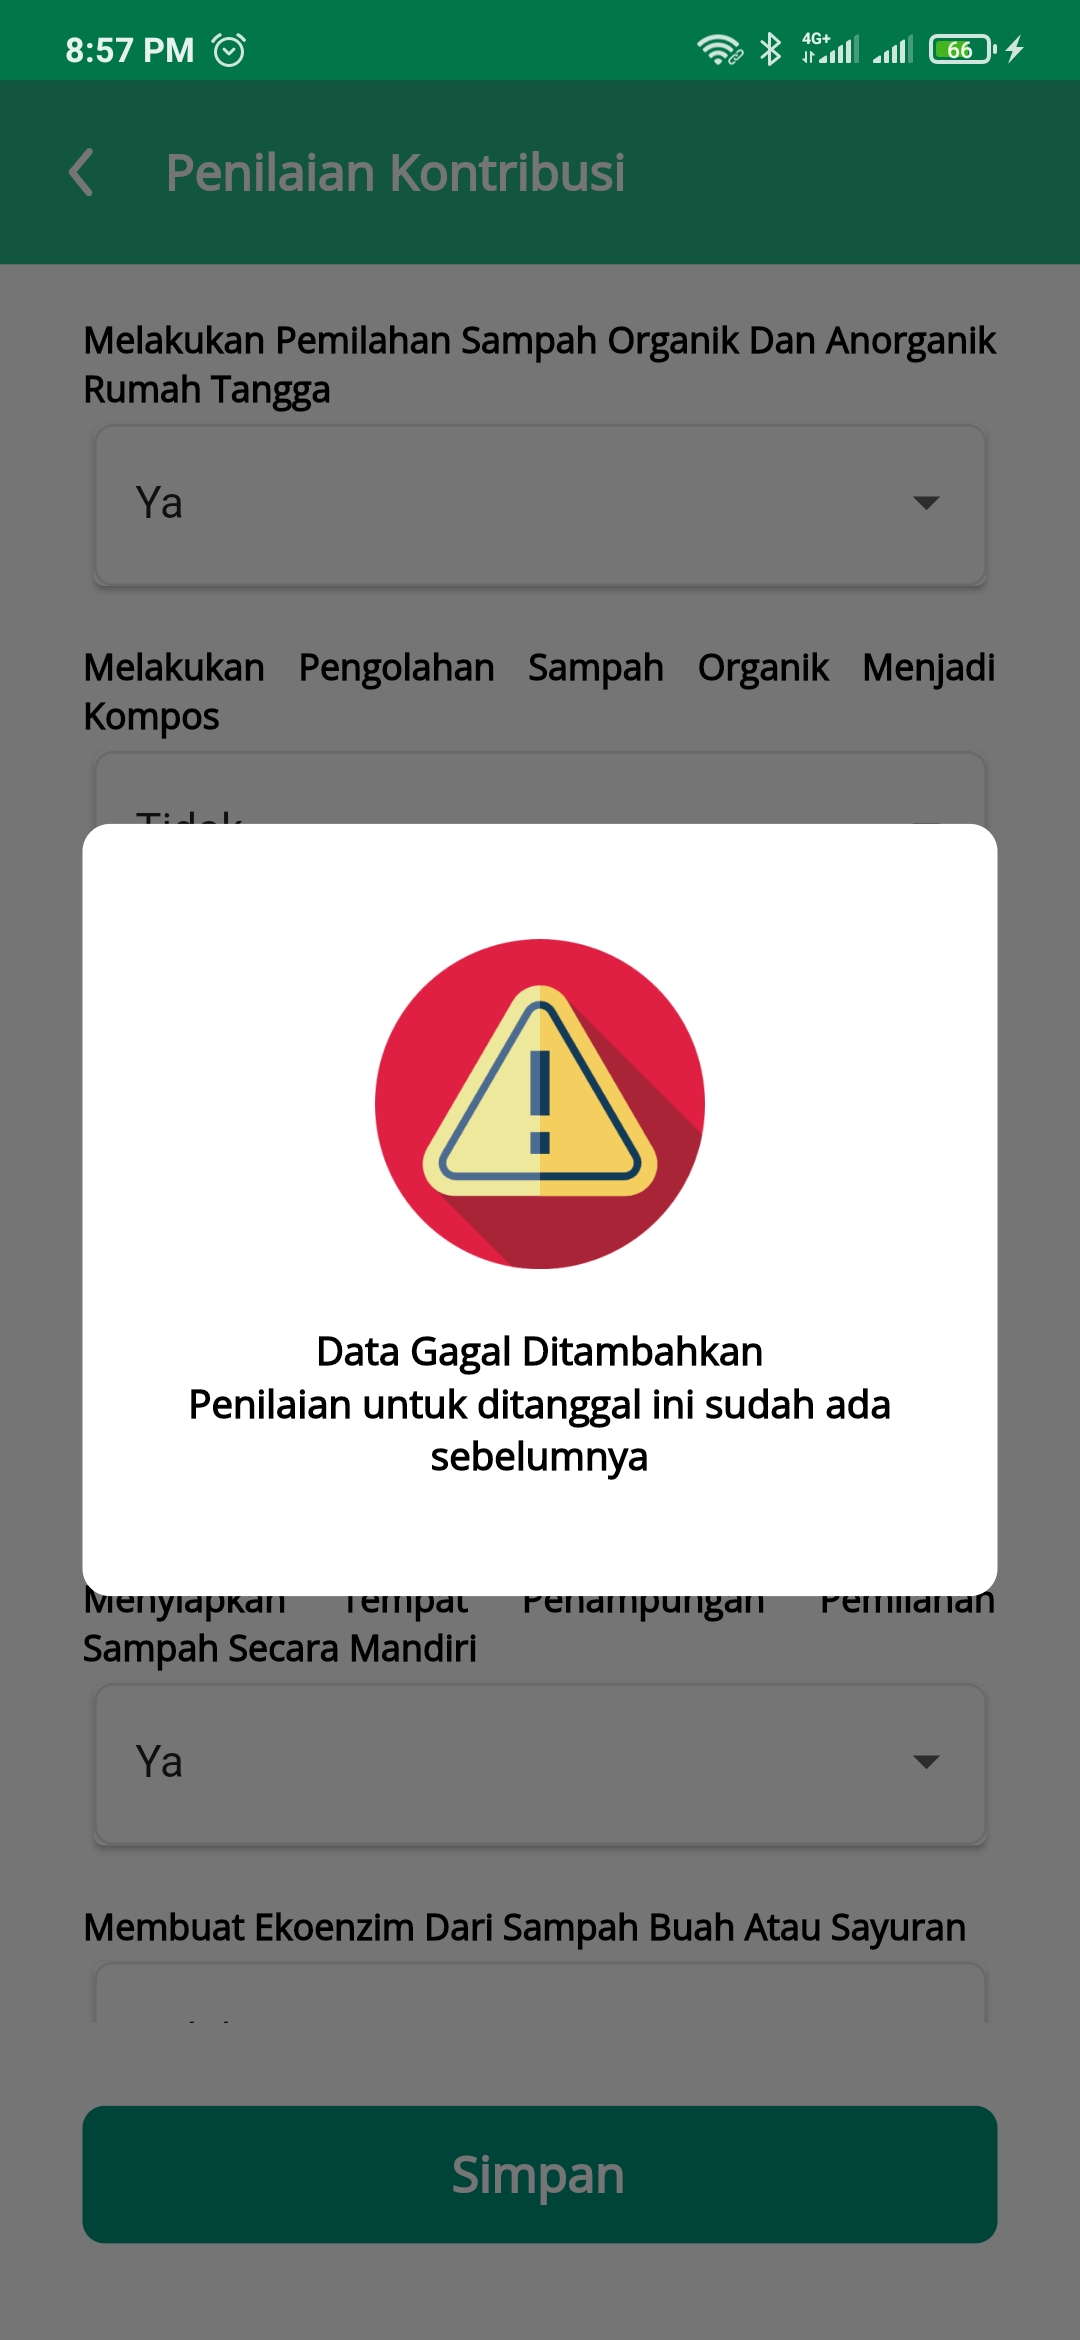 8:57 PM
4G+
66
Penilaian Kontribusi
Melakukan Pemilahan Sampah Organik Dan Anorganik
Rumah Tangga
Ya
Melakukan Pengolahan Sampah Organik Menjadi
Kompos
Tidak
Data Gagal Ditambahkan
Penilaian untuk ditanggal ini sudah ada
sebelumnya
Menyiapkan Tempat Penampungan Pemilahan
Sampah Secara Mandiri
Ya
Membuat Ekoenzim Dari Sampah Buah Atau Sayuran
Simpan